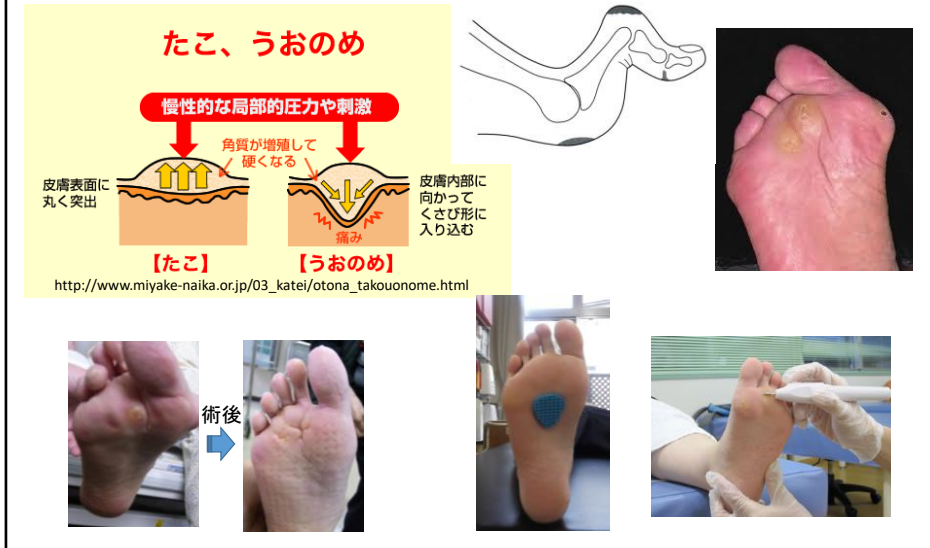 たこ、うおのめ
慢性的な局部的圧力や刺激
角質が増殖して
硬くなる
皮膚表面に
丸く突出
皮膚内部に
向かって
くさび形に
入り込む
痛み
【たこ】
【うおのめ】
http://www.miyake-naika.or.jp/03_katei/otona_takouonome.html
術後